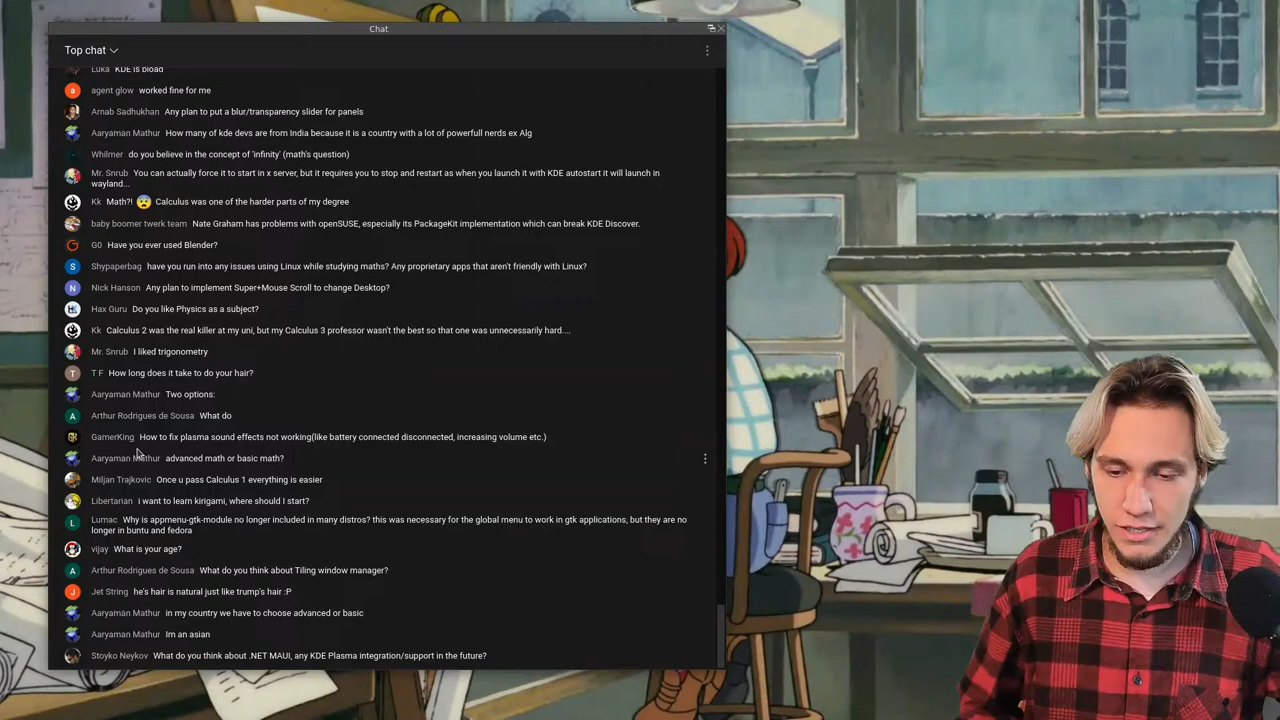 Chat
Top chat
Luka KDE is bload
a agent glow worked fine for me
Arnab Sadhukhan Any plan to put a blur/transparency slider for panels
Aaryaman Mathur How many of kde devs are from India because it is a country with a lot of powerfull nerds ex Alg
Whilmer do you believe in the concept of 'infinity' (math's question)
Mr. Snrub You can actually force it to start in x server, but it requires you to stop and restart as when you launch it with KDE autostart it will launch in
wayland...
Kk Math?! 😨 Calculus was one of the harder parts of my degree
baby boomer twerk team Nate Graham has problems with openSUSE, especially its PackageKit implementation which can break KDE Discover.
G0 Have you ever used Blender?
S Shypaperbag have you run into any issues using Linux while studying maths? Any proprietary apps that aren't friendly with Linux?
N Nick Hanson Any plan to implement Super+Mouse Scroll to change Desktop?
Hax Guru Do you like Physics as a subject?
Kk Calculus 2 was the real killer at my uni, but my Calculus 3 professor wasn't the best so that one was unnecessarily hard....
Mr. Snrub I liked trigonometry
T T F How long does it take to do your hair?
Aaryaman Mathur Two options:
A Arthur Rodrigues de Sousa What do
GamerKing How to fix plasma sound effects not working(like battery connected disconnected, increasing volume etc.)
Aaryaman Mathur advanced math or basic math?
Miljan Trajkovic Once u pass Calculus 1 everything is easier
Libertarian i want to learn kirigami, where should I start?
L Lumac Why is appmenu-gtk-module no longer included in many distros? this was necessary for the global menu to work in gtk applications, but they are no
longer in buntu and fedora
vijay What is your age?
A Arthur Rodrigues de Sousa What do you think about Tiling window manager?
J Jet String he's hair is natural just like trump's hair :P
Aaryaman Mathur in my country we have to choose advanced or basic
Aaryaman Mathur Im an asian
Stoyko Neykov What do you think about .NET MAUI, any KDE Plasma integration/support in the future?